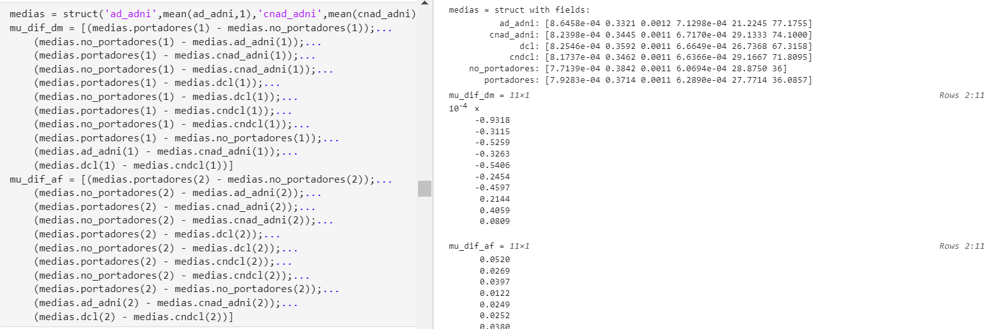 medias = struct('ad_adni',mean(ad_adni,1),'cnad_adni',mean(cnad_adni)
mu_dif_dm = [(medias.portadores(1) - medias.no_portadores(1));...
(medias.no_portadores(1) - medias.ad_adni(1));...
(medias.portadores(1) - medias.cnad_adni(1));...
(medias.no_portadores(1) - medias.cnad_adni(1));...
(medias.portadores(1) - medias.dcl(1));...
(medias.no_portadores(1) - medias.dcl(1));...
(medias.portadores(1) - medias.cndcl(1));...
(medias.no_portadores(1) - medias.cndcl(1));...
(medias.portadores(1) - medias.no_portadores(1));...
(medias.ad_adni(1) - medias.cnad_adni(1));...
(medias.dcl(1) - medias.cndcl(1))]
mu_dif_af = [(medias.portadores(2) - medias.no_portadores(2));...
(medias.no_portadores(2) - medias.ad_adni(2));...
(medias.portadores(2) - medias.cnad_adni(2));...
(medias.no_portadores(2) - medias.cnad_adni(2));...
(medias.portadores(2) - medias.dcl(2));...
(medias.no_portadores(2) - medias.dcl(2));...
(medias.portadores(2) - medias.cndcl(2));...
(medias.no_portadores(2) - medias.cndcl(2));...
(medias.portadores(2) - medias.no_portadores(2));...
(medias.ad_adni(2) - medias.cnad_adni(2));...
(medias.dcl(2) - medias.cndcl(2))]
medias = struct with fields:
ad_adni: [8.6458e-04 0.3321 0.0012 7.1298e-04 21.2245 77.1755]
cnad_adni: [8.2398e-04 0.3445 0.0011 6.7170e-04 29.1333 74.1000]
dcl: [8.2546e-04 0.3592 0.0011 6.6649e-04 26.7368 67.3158]
cndcl: [8.1737e-04 0.3462 0.0011 6.6366e-04 29.1667 71.8095]
no_portadores: [7.7139e-04 0.3842 0.0011 6.0694e-04 28.8750 36]
portadores: [7.9283e-04 0.3714 0.0011 6.2890e-04 27.7714 36.0857]
mu_dif_dm = 11×1 Rows 2:11
10-4 x
-0.9318
-0.3115
-0.5259
-0.3263
-0.5406
-0.2454
-0.4597
0.2144
0.4059
0.0809
mu_dif_af = 11×1 Rows 2:11
0.0520
0.0269
0.0397
0.0122
0.0249
0.0252
0.0380